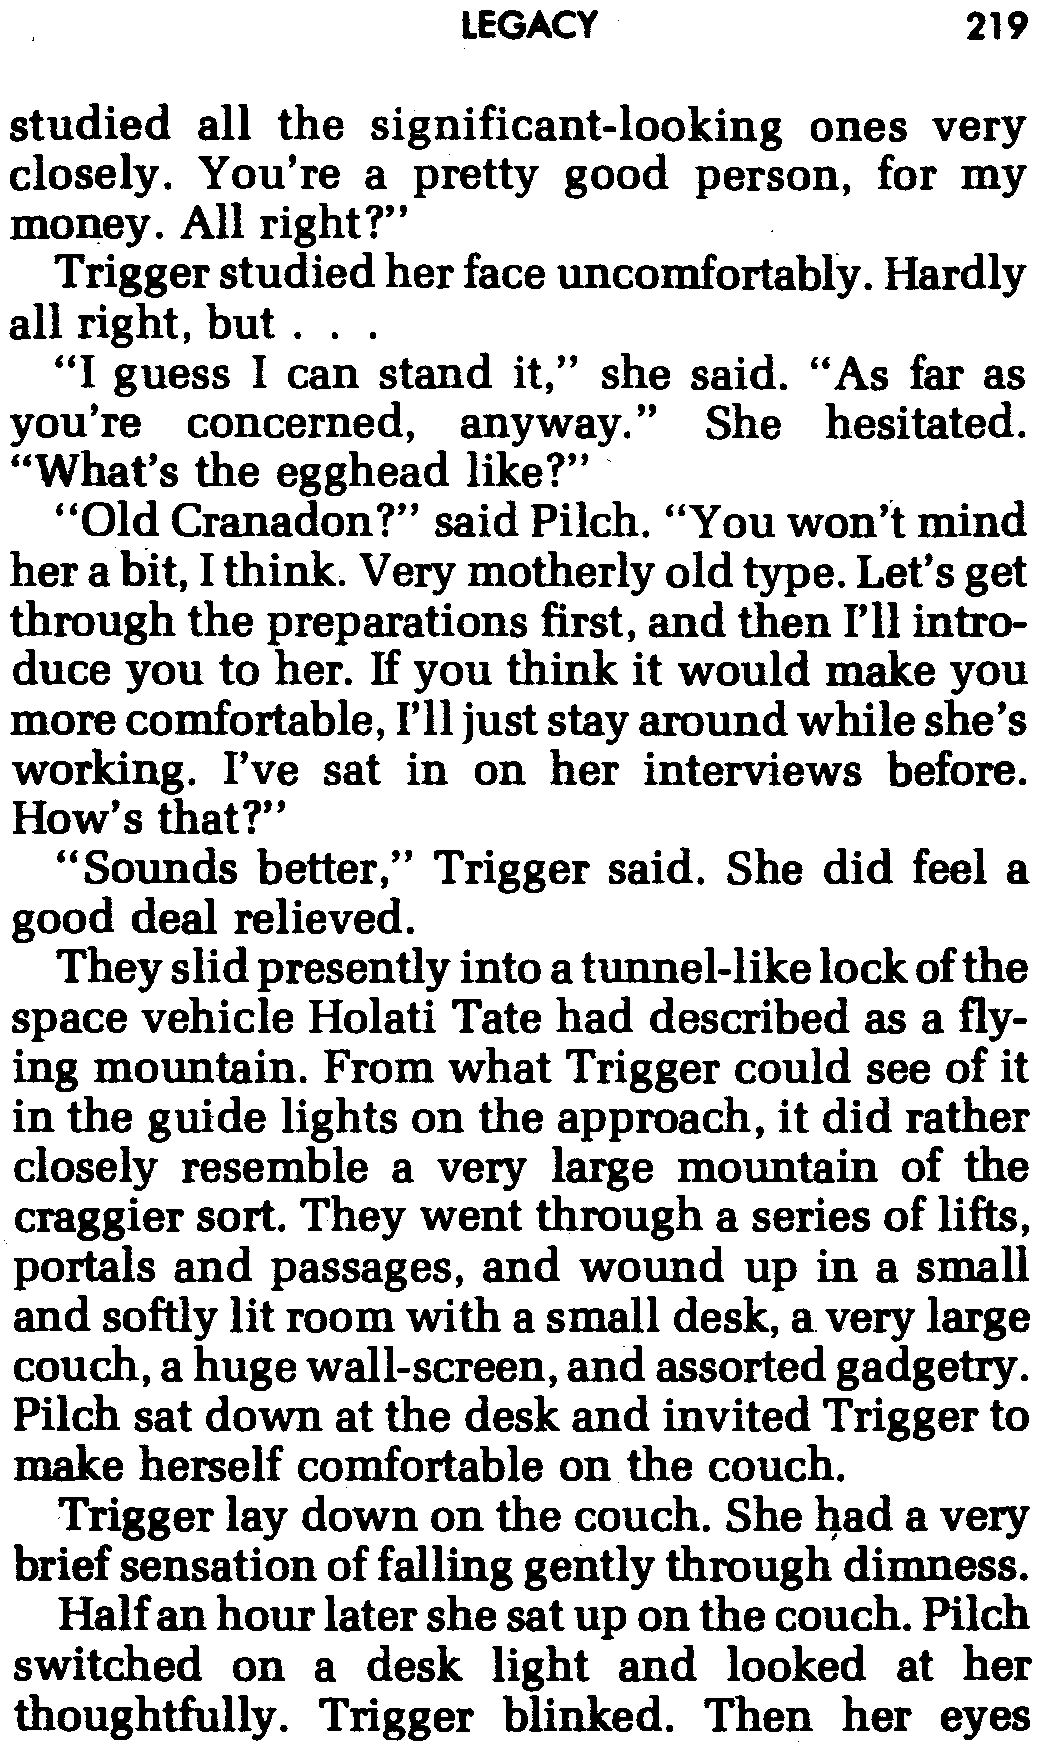 LEGACY 219
studied all the significant-looking ones very
closely. You're a pretty good person, for my
money. All right?"
Trigger studied her face uncomfortably. Hardly
all right, but . . .
"I guess I can stand it," she said. "As far as
you're concerned, anyway." She hesitated.
"What's the egghead like?"
"Old Cranadon?" said Pilch. "You won't mind
her a bit, I think. Very motherly old type. Let's get
through the preparations first, and then I'll intro-
duce you to her. If you think it would make you
more comfortable, I'll just stay around while she's
working. I've sat in on her interviews before.
How's that?"
"Sounds better," Trigger said. She did feel a
good deal relieved.
They slid presently into a tunnel-like lock of the
space vehicle Holati Tate had described as a fly-
ing mountain. From what Trigger could see of it
in the guide lights on the approach, it did rather
closely resemble a very large mountain of the
craggier sort. They went through a series of lifts,
portals and passages, and wound up in a small
and softly lit room with a small desk, a very large
couch, a huge wall-screen, and assorted gadgetry.
Pilch sat down at the desk and invited Trigger to
make herself comfortable on the couch.
Trigger lay down on the couch. She had a very
brief sensation of falling gently through dimness.
Half an hour later she sat up on the couch. Pilch
switched on a desk light and looked at her
thoughtfully. Trigger blinked. Then her eyes